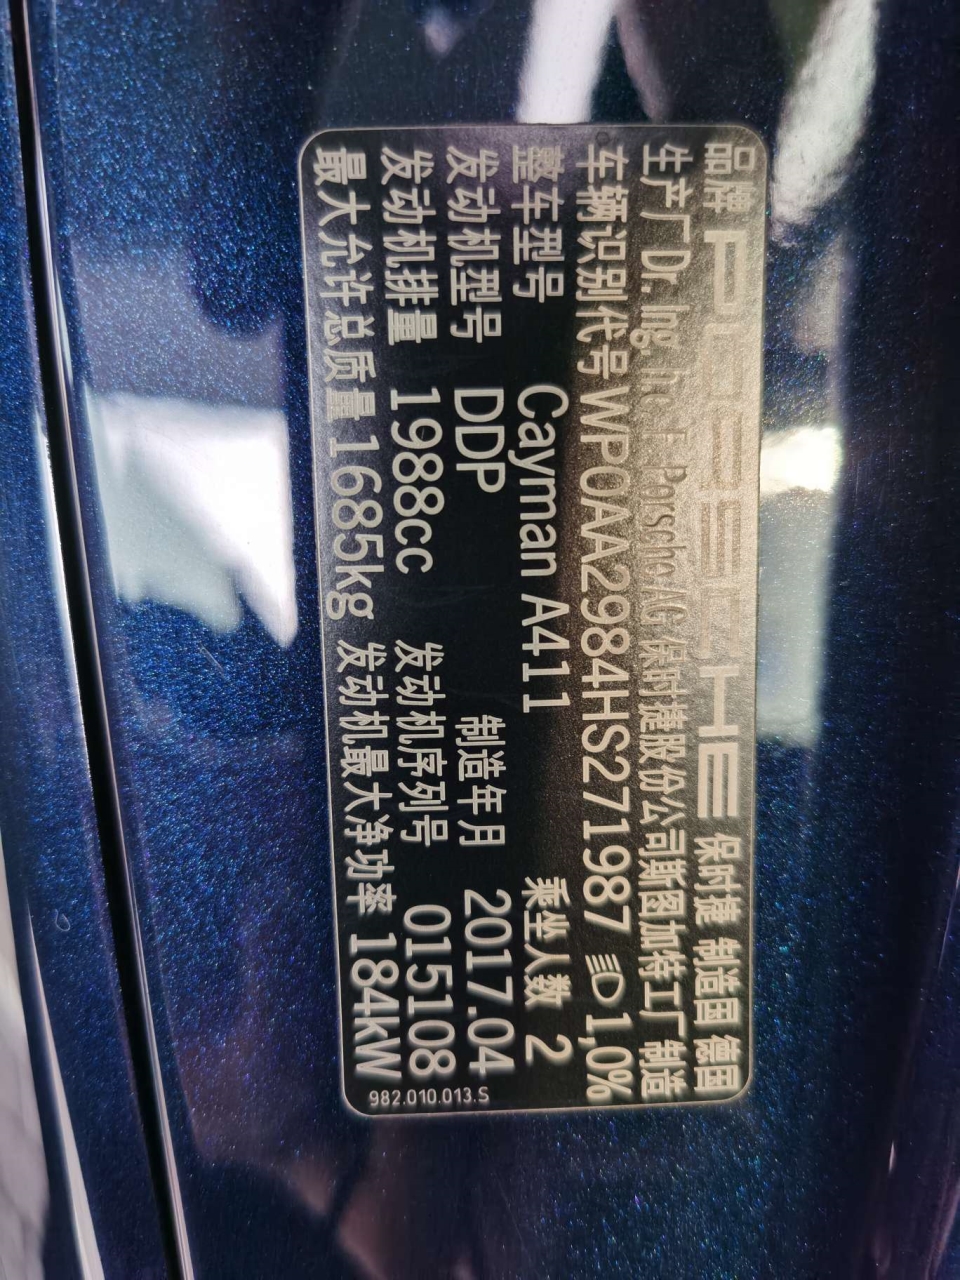 品牌 PORSCHE 保时捷 制造国 德国
生产厂Dr. Ing. h.c. F. Porsche AG 保时捷股份公司斯图加特工厂 制造
车辆识别代号 WP0AA2984HS271987 1,0%
整车型号 Cayman A411 乘坐人数 2
发动机型号 DDP 制造年月 2017.04
发动机排量 1988cc 发动机序列号 015108
最大允许总质量 1685kg 发动机最大净功率 184kW
982.010.013.S